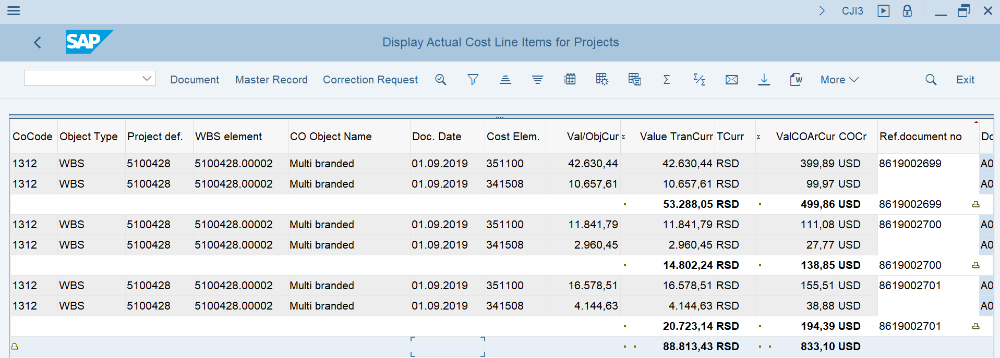 CJI3
SAP
Display Actual Cost Line Items for Projects
Document Master Record Correction Request Σ Σ/Σ W More Exit
CoCode Object Type Project def. WBS element CO Object Name Doc. Date Cost Elem. Val/ObjCur Σ Value TranCurr TCurr Σ ValCOArCur COCr Ref.document no Do
1312 WBS 5100428 5100428.00002 Multi branded 01.09.2019 351100 42.630,44 42.630,44 RSD 399,89 USD 8619002699 A0
1312 WBS 5100428 5100428.00002 Multi branded 01.09.2019 341508 10.657,61 10.657,61 RSD 99,97 USD A0
53.288,05 RSD 499,86 USD 8619002699
1312 WBS 5100428 5100428.00002 Multi branded 01.09.2019 351100 11.841,79 11.841,79 RSD 111,08 USD 8619002700 A0
1312 WBS 5100428 5100428.00002 Multi branded 01.09.2019 341508 2.960,45 2.960,45 RSD 27,77 USD A0
14.802,24 RSD 138,85 USD 8619002700
1312 WBS 5100428 5100428.00002 Multi branded 01.09.2019 351100 16.578,51 16.578,51 RSD 155,51 USD 8619002701 A0
1312 WBS 5100428 5100428.00002 Multi branded 01.09.2019 341508 4.144,63 4.144,63 RSD 38,88 USD A0
20.723,14 RSD 194,39 USD 8619002701
88.813,43 RSD 833,10 USD